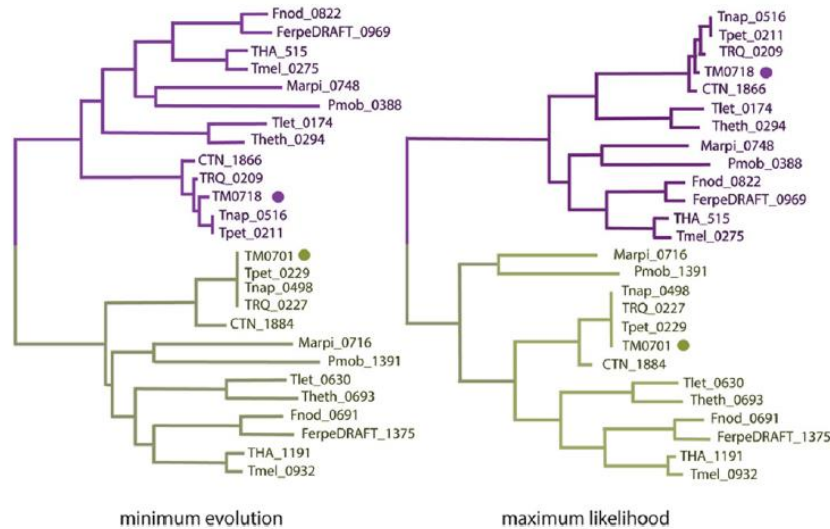 Fnod_0822
FerpeDRAFT_0969
THA_515
Tmel_0275
Marpi_0748
Pmob_0388
Tlet_0174
Theth_0294
CTN_1866
TRQ_0209
TM0718
Tnap_0516
Tpet_0211
TM0701
Tpet_0229
Tnap_0498
TRQ_0227
CTN_1884
Marpi_0716
Pmob_1391
Tlet_0630
Theth_0693
Fnod_0691
FerpeDRAFT_1375
THA_1191
Tmel_0932
minimum evolution
Tnap_0516
Tpet_0211
TRQ_0209
TM0718
CTN_1866
Tlet_0174
Theth_0294
Marpi_0748
Pmob_0388
Fnod_0822
FerpeDRAFT_0969
THA_515
Tmel_0275
Marpi_0716
Pmob_1391
Tnap_0498
TRQ_0227
Tpet_0229
TM0701
CTN_1884
Tlet_0630
Theth_0693
Fnod_0691
FerpeDRAFT_1375
THA_1191
Tmel_0932
maximum likelihood